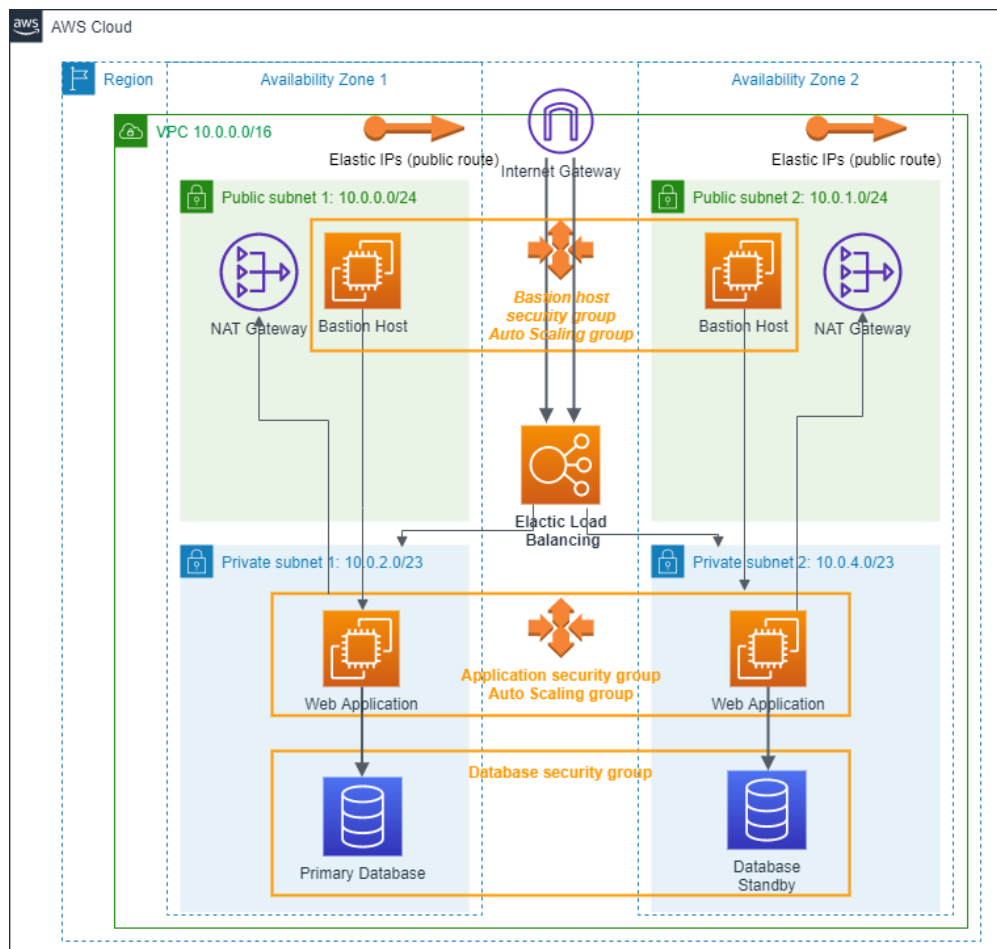 aws
AWS Cloud
Region
Availability Zone 1
Availability Zone 2
VPC 10.0.0.0/16
Elastic IPs (public route)
Internet Gateway
Elastic IPs (public route)
Public subnet 1: 10.0.0.0/24
Public subnet 2: 10.0.1.0/24
NAT Gateway
Bastion Host
Bastion host
security group
Auto Scaling group
Bastion Host
NAT Gateway
Elactic Load
Balancing
Private subnet 1: 10.0.2.0/23
Private subnet 2: 10.0.4.0/23
Web Application
Application security group
Auto Scaling group
Web Application
Database security group
Primary Database
Database
Standby